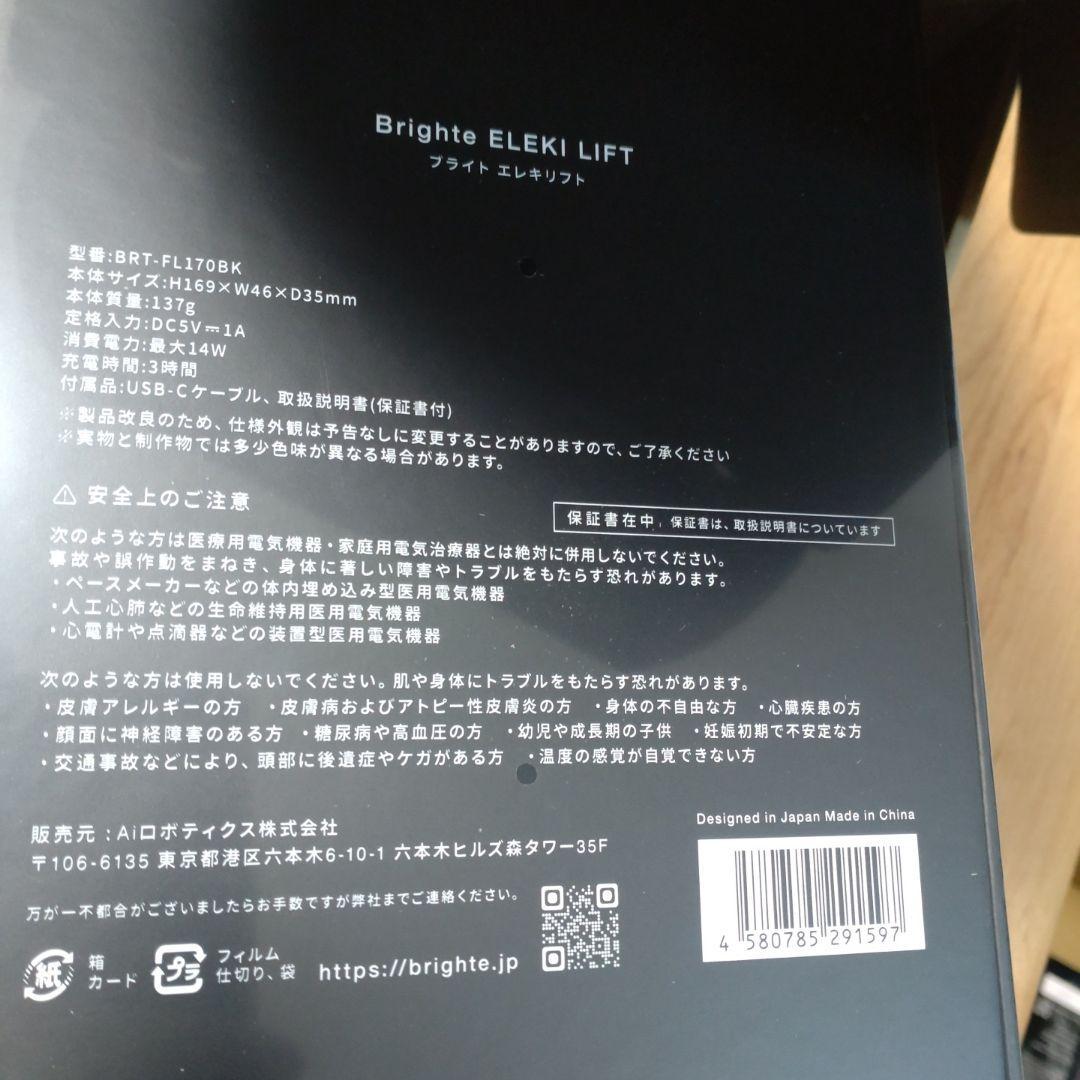 Brighte ELEKI LIFT
ブライト エレキリフト
型番:BRT-FL170BK
本体サイズ:H169×W46×D35mm
本体質量:137g
定格入力:DC5V⎓1A
消費電力:最大14W
充電時間:3時間
付属品:USB-Cケーブル、取扱説明書(保証書付)
※製品改良のため、仕様外観は予告なしに変更することがありますので、ご了承ください
※実物と制作物では多少色味が異なる場合があります。
⚠ 安全上のご注意
保証書在中, 保証書は、取扱説明書についています
次のような方は医療用電気機器・家庭用電気治療器とは絶対に併用しないでください。
事故や誤作動をまねき、身体に著しい障害やトラブルをもたらす恐れがあります。
・ペースメーカーなどの体内埋め込み型医用電気機器
・人工心肺などの生命維持用医用電気機器
・心電計や点滴器などの装置型医用電気機器
次のような方は使用しないでください。肌や身体にトラブルをもたらす恐れがあります。
・皮膚アレルギーの方 ・皮膚病およびアトピー性皮膚炎の方 ・身体の不自由な方 ・心臓疾患の方
・顔面に神経障害のある方 ・糖尿病や高血圧の方 ・幼児や成長期の子供 ・妊娠初期で不安定な方
・交通事故などにより、頭部に後遺症やケガがある方 ・温度の感覚が自覚できない方
販売元 : Aiロボティクス株式会社
〒106-6135 東京都港区六本木6-10-1 六本木ヒルズ森タワー35F
万が一不都合がございましたらお手数ですが弊社までご連絡ください。
紙
箱
カード
プラ
フィルム
仕切り、袋
https://brighte.jp
Designed in Japan Made in China
4 580785 291597